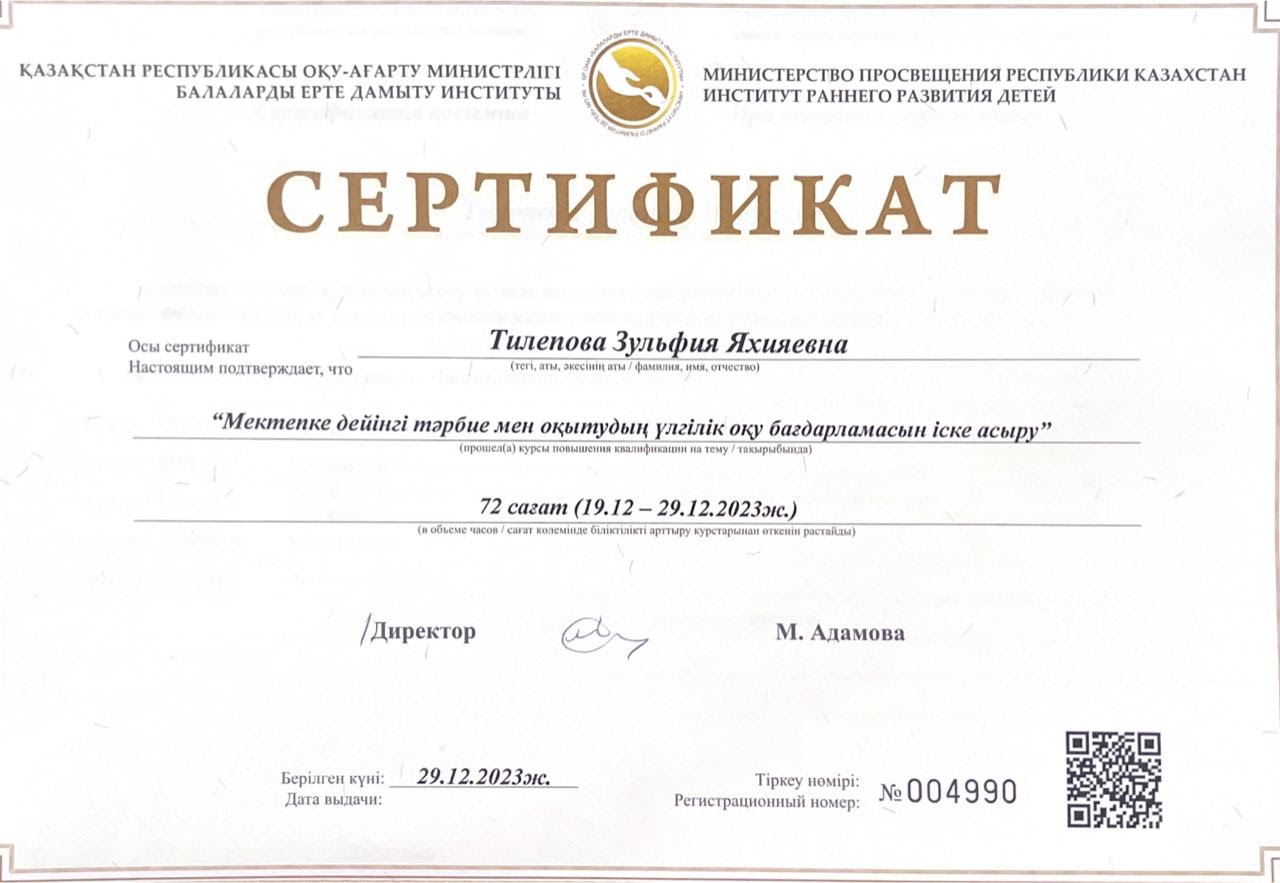 ҚАЗАҚСТАН РЕСПУБЛИКАСЫ ОҚУ-АҒАРТУ МИНИСТРЛІГІ
БАЛАЛАРДЫ ЕРТЕ ДАМЫТУ ИНСТИТУТЫ
МИНИСТЕРСТВО ПРОСВЕЩЕНИЯ РЕСПУБЛИКИ КАЗАХСТАН
ИНСТИТУТ РАННЕГО РАЗВИТИЯ ДЕТЕЙ
СЕРТИФИКАТ
Осы сертификат
Настоящим подтверждает, что
Тилепова Зульфия Яхияевна
(тегі, аты, әкесінің аты / фамилия, имя, отчество)
“Мектепке дейінгі тәрбие мен оқытудың үлгілік оқу бағдарламасын іске асыру”
(прошел(а) курсы повышения квалификации на тему / тақырыбында)
72 сағат (19.12 – 29.12.2023ж.)
(в объеме часов / сағат көлемінде біліктілікті арттыру курстарынан өткенін растайды)
/Директор
М. Адамова
Берілген күні: 29.12.2023ж.
Дата выдачи:
Тіркеу нөмірі:
Регистрационный номер: №004990